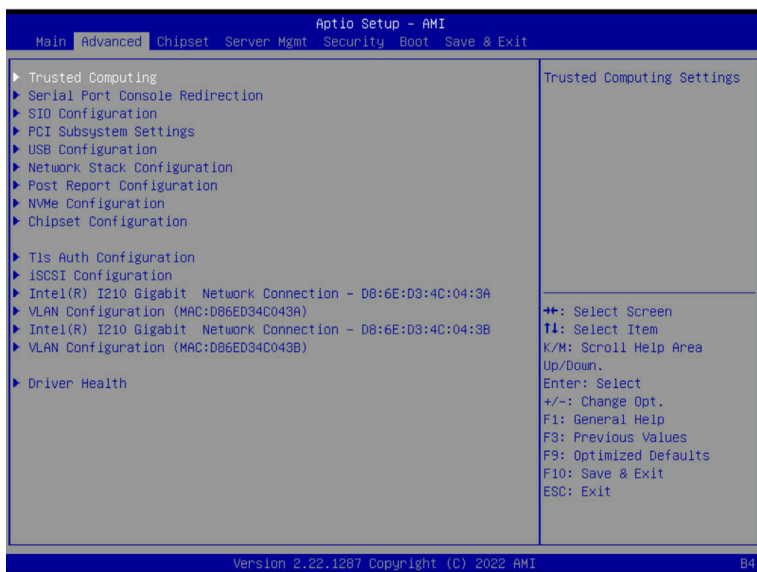 Aptio Setup – AMI
Main Advanced Chipset Server Mgmt Security Boot Save & Exit
Trusted Computing
Serial Port Console Redirection
SIO Configuration
PCI Subsystem Settings
USB Configuration
Network Stack Configuration
Post Report Configuration
NVMe Configuration
Chipset Configuration
Tls Auth Configuration
iSCSI Configuration
Intel(R) I210 Gigabit  Network Connection – D8:6E:D3:4C:04:3A
VLAN Configuration (MAC:D86ED34C043A)
Intel(R) I210 Gigabit  Network Connection – D8:6E:D3:4C:04:3B
VLAN Configuration (MAC:D86ED34C043B)
Driver Health
Trusted Computing Settings
→←: Select Screen
↑↓: Select Item
K/M: Scroll Help Area
Up/Down.
Enter: Select
+/-: Change Opt.
F1: General Help
F3: Previous Values
F9: Optimized Defaults
F10: Save & Exit
ESC: Exit
Version 2.22.1287 Copyright (C) 2022 AMI
B4